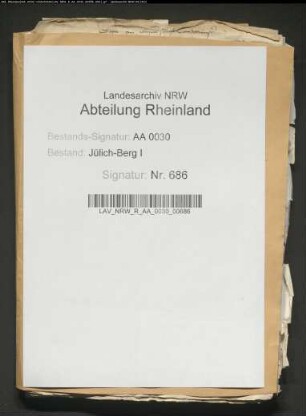 Landesarchiv NRW
Abteilung Rheinland
Bestands-Signatur: AA 0030
Bestand: Jülich-Berg I
Signatur: Nr. 686
LAV_NRW_R_AA_0030_00686